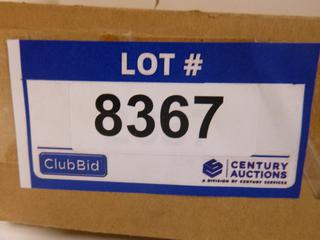 LOT #
8367
ClubBid
CENTURY
AUCTIONS
A DIVISION OF CENTURY SERVICES